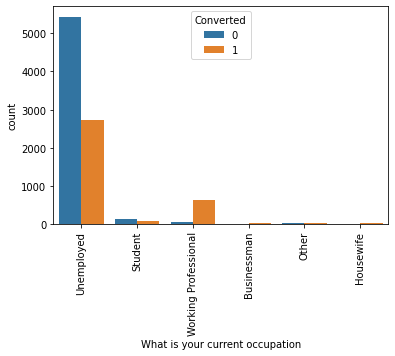 Converted
0
1
5000
4000
3000
2000
1000
0
count
Unemployed
Student
Working Professional
Businessman
Other
Housewife
What is your current occupation